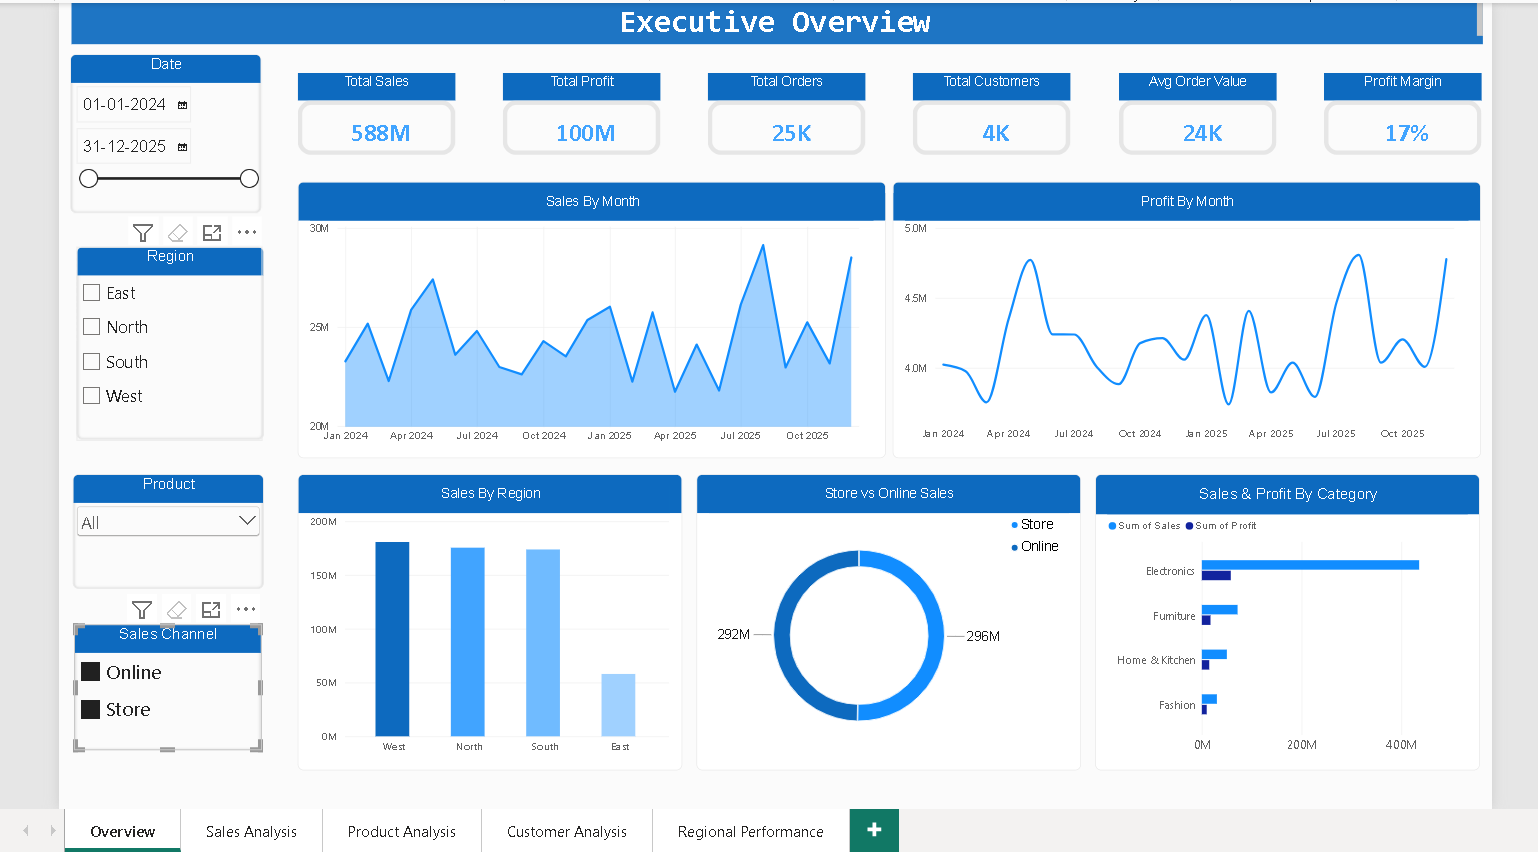 Executive Overview
Date
01-01-2024
31-12-2025
Total Sales
588M
Total Profit
100M
Total Orders
25K
Total Customers
4K
Avg Order Value
24K
Profit Margin
17%
Region
East
North
South
West
Product
All
Sales Channel
Online
Store
Sales By Month
30M
25M
20M
Jan 2024 Apr 2024 Jul 2024 Oct 2024 Jan 2025 Apr 2025 Jul 2025 Oct 2025
Profit By Month
5.0M
4.5M
4.0M
Jan 2024 Apr 2024 Jul 2024 Oct 2024 Jan 2025 Apr 2025 Jul 2025 Oct 2025
Sales By Region
200M
150M
100M
50M
0M
West North South East
Store vs Online Sales
Store
Online
292M
296M
Sales & Profit By Category
Sum of Sales Sum of Profit
Electronics
Furniture
Home & Kitchen
Fashion
0M 200M 400M
Overview Sales Analysis Product Analysis Customer Analysis Regional Performance